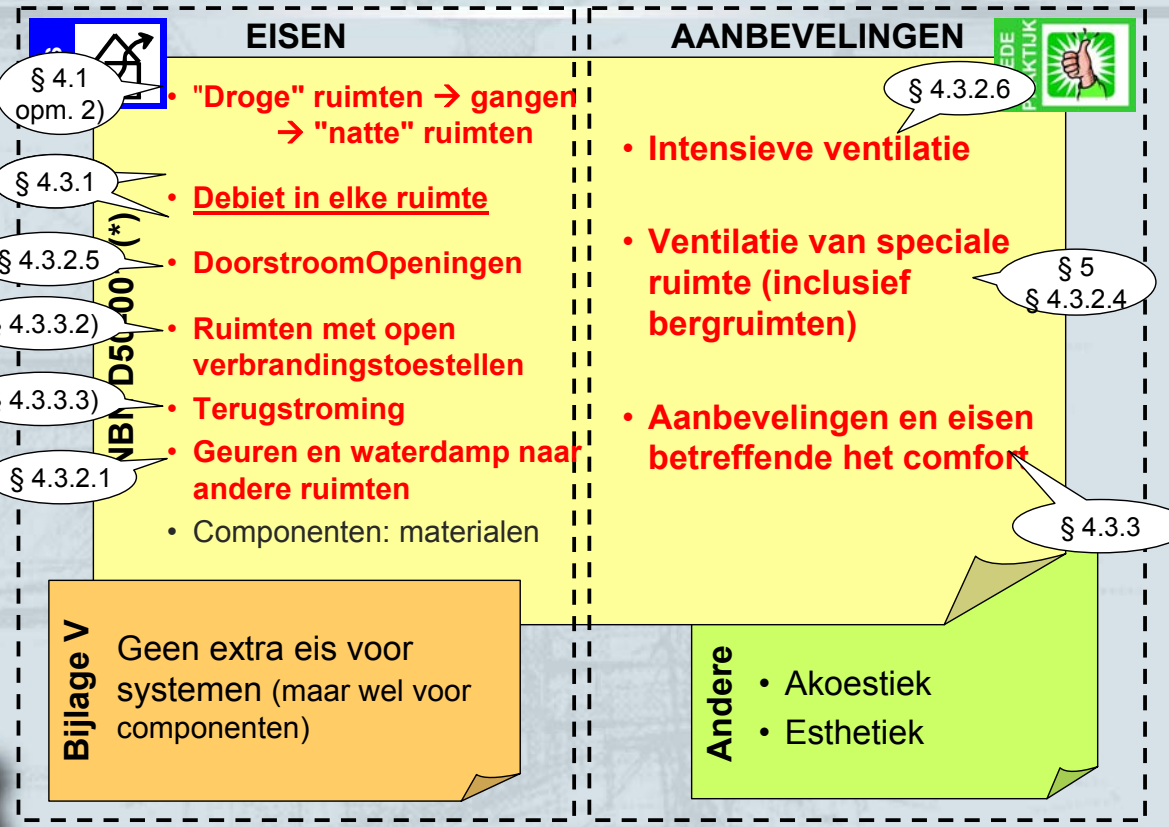 EISEN
§ 4.1
opm. 2)
• "Droge" ruimten → gangen
→ "natte" ruimten
§ 4.3.1
• Debiet in elke ruimte
§ 4.3.2.5
• DoorstroomOpeningen
4.3.3.2)
• Ruimten met open
verbrandingstoestellen
4.3.3.3)
• Terugstroming
§ 4.3.2.1
• Geuren en waterdamp naar
andere ruimten
• Componenten: materialen
(*)
Bijlage V
Geen extra eis voor
systemen (maar wel voor
componenten)
AANBEVELINGEN
§ 4.3.2.6
• Intensieve ventilatie
• Ventilatie van speciale
ruimte (inclusief
bergruimten)
§ 5
§ 4.3.2.4
• Aanbevelingen en eisen
betreffende het comfort
§ 4.3.3
Andere
• Akoestiek
• Esthetiek